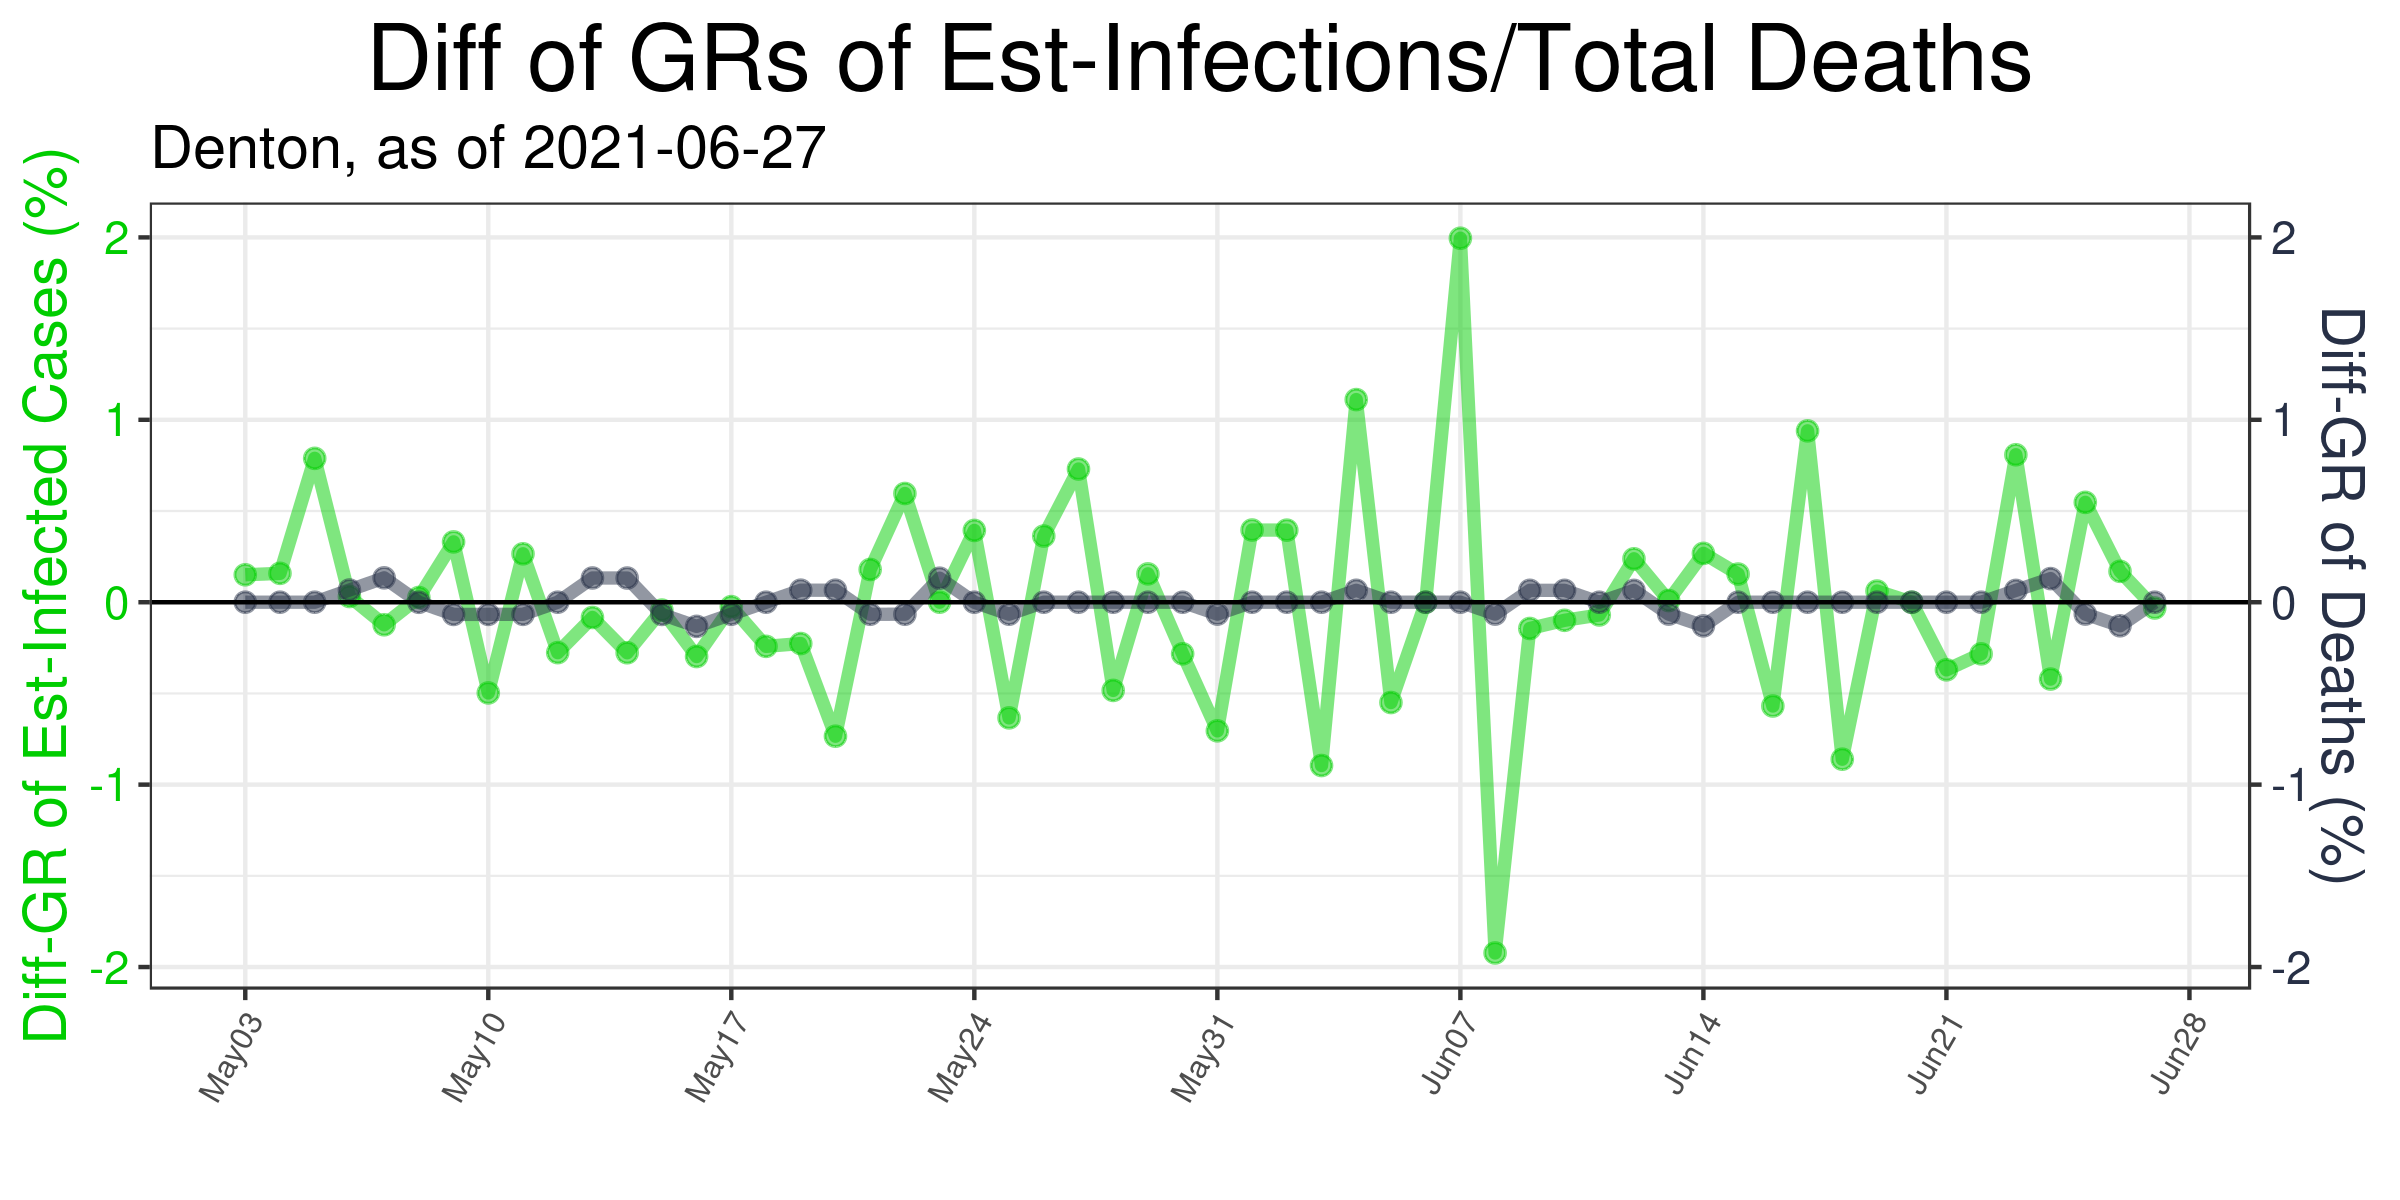 Diff of GRs of Est-Infections/Total Deaths
Denton, as of 2021-06-27
Diff-GR of Est-Infected Cases (%)
2
1
0
-1
-2
2
1
0
-1
-2
Diff-GR of Deaths (%)
May03
May10
May17
May24
May31
Jun07
Jun14
Jun21
Jun28